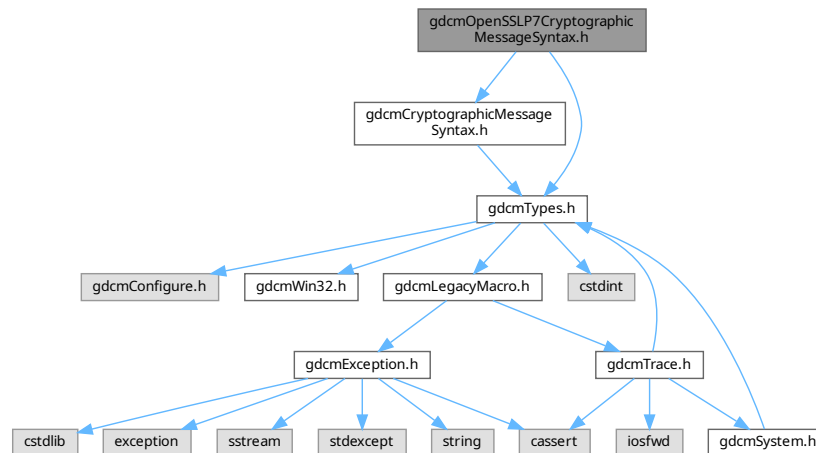 gdcmOpenSSLP7Cryptographic
MessageSyntax.h
gdcmCryptographicMessage
Syntax.h
gdcmTypes.h
gdcmConfigure.h
gdcmWin32.h
gdcmLegacyMacro.h
cstdint
gdcmException.h
gdcmTrace.h
cstdlib
exception
sstream
stdexcept
string
cassert
iosfwd
gdcmSystem.h